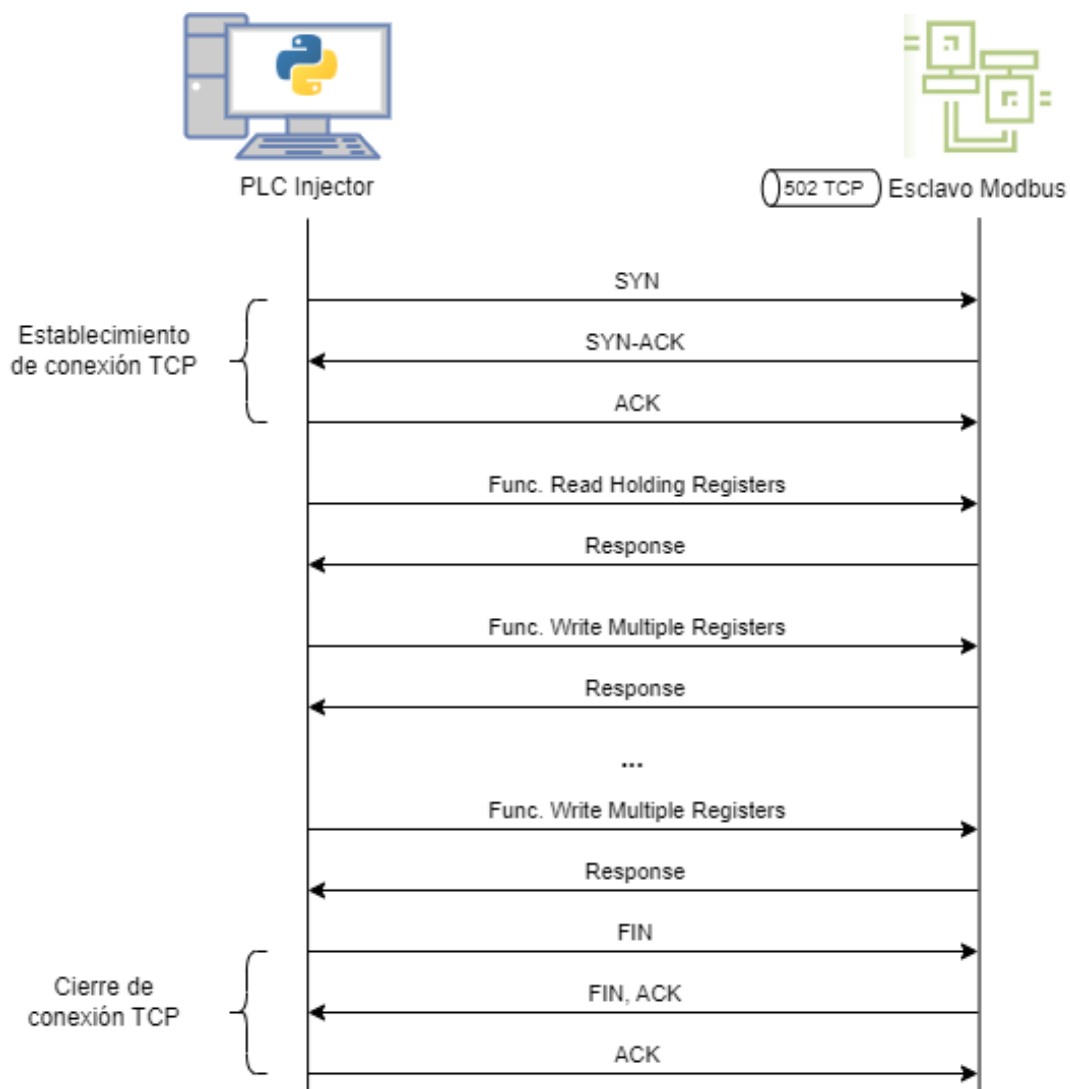 PLC Injector
502 TCP
Esclavo Modbus
SYN
Establecimiento
de conexión TCP
SYN-ACK
ACK
Func. Read Holding Registers
Response
Func. Write Multiple Registers
Response
...
Func. Write Multiple Registers
Response
FIN
Cierre de
conexión TCP
FIN, ACK
ACK